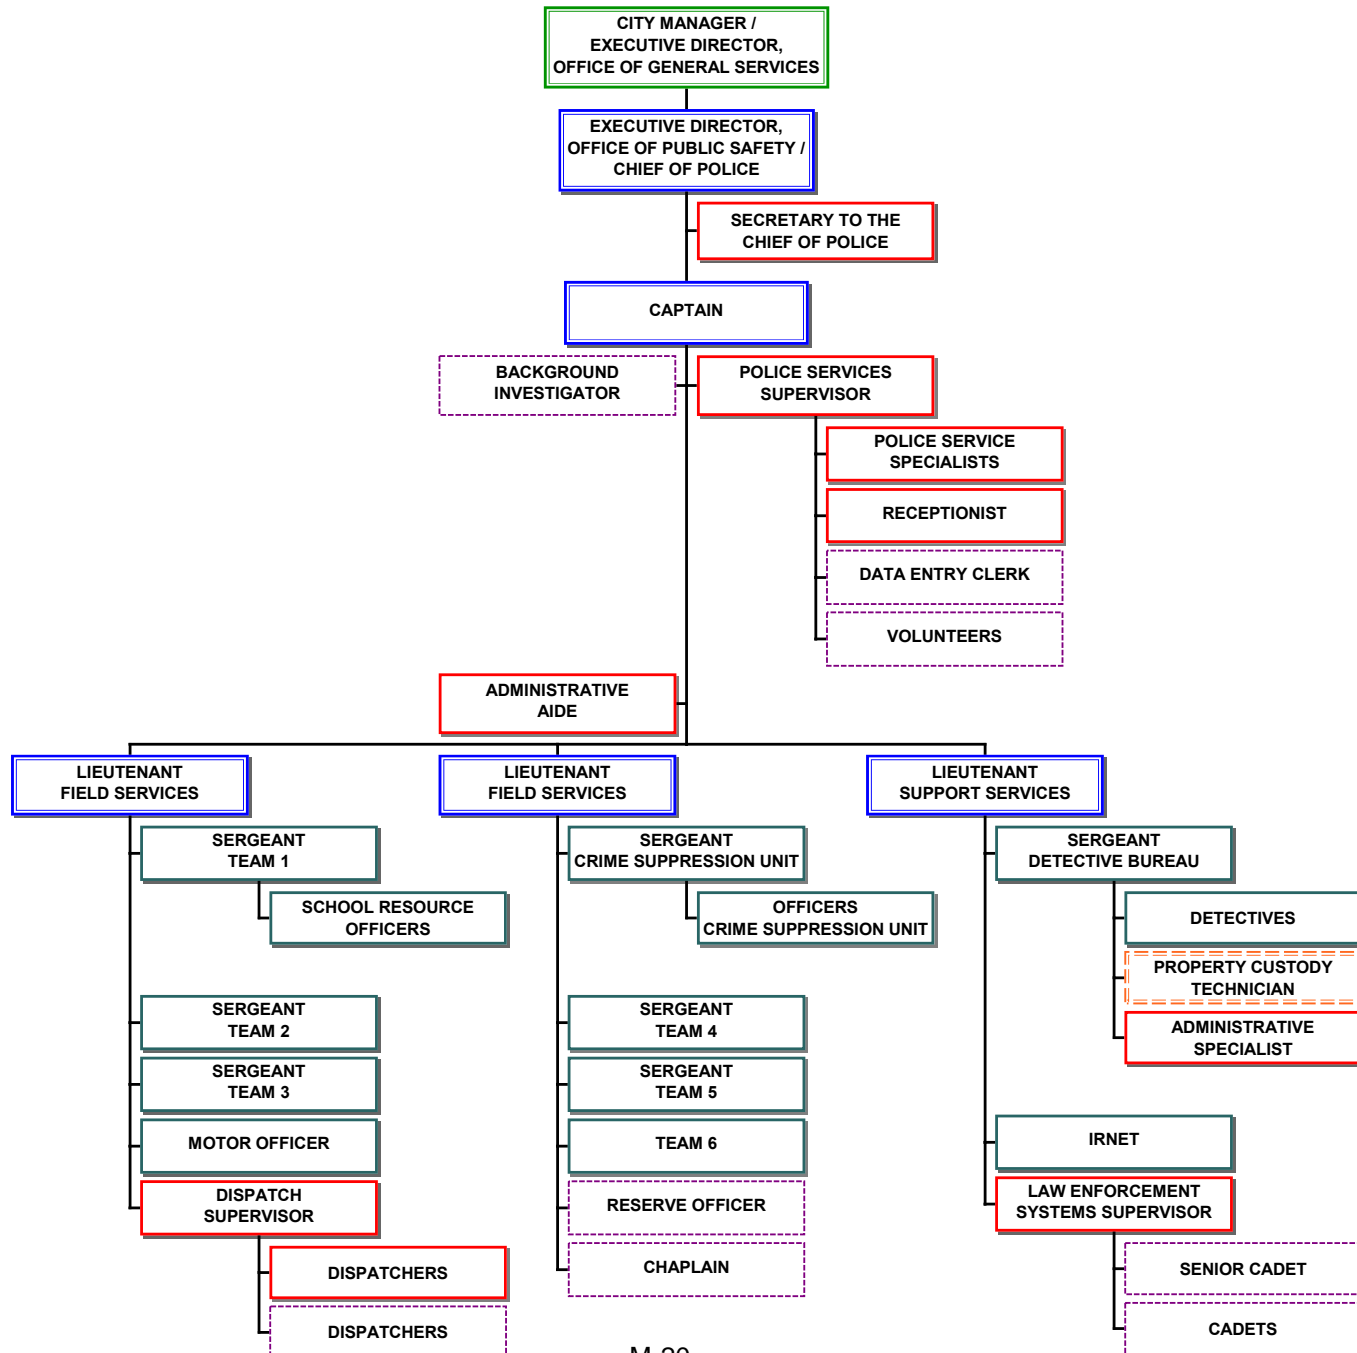 CITY MANAGER /
EXECUTIVE DIRECTOR,
OFFICE OF GENERAL SERVICES
EXECUTIVE DIRECTOR,
OFFICE OF PUBLIC SAFETY /
CHIEF OF POLICE
SECRETARY TO THE
CHIEF OF POLICE
CAPTAIN
BACKGROUND
INVESTIGATOR
POLICE SERVICES
SUPERVISOR
POLICE SERVICE
SPECIALISTS
RECEPTIONIST
DATA ENTRY CLERK
VOLUNTEERS
ADMINISTRATIVE
AIDE
LIEUTENANT
FIELD SERVICES
SERGEANT
TEAM 1
SCHOOL RESOURCE
OFFICERS
SERGEANT
TEAM 2
SERGEANT
TEAM 3
MOTOR OFFICER
DISPATCH
SUPERVISOR
DISPATCHERS
DISPATCHERS
LIEUTENANT
FIELD SERVICES
SERGEANT
CRIME SUPPRESSION UNIT
OFFICERS
CRIME SUPPRESSION UNIT
SERGEANT
TEAM 4
SERGEANT
TEAM 5
TEAM 6
RESERVE OFFICER
CHAPLAIN
LIEUTENANT
SUPPORT SERVICES
SERGEANT
DETECTIVE BUREAU
DETECTIVES
PROPERTY CUSTODY
TECHNICIAN
ADMINISTRATIVE
SPECIALIST
IRNET
LAW ENFORCEMENT
SYSTEMS SUPERVISOR
SENIOR CADET
CADETS